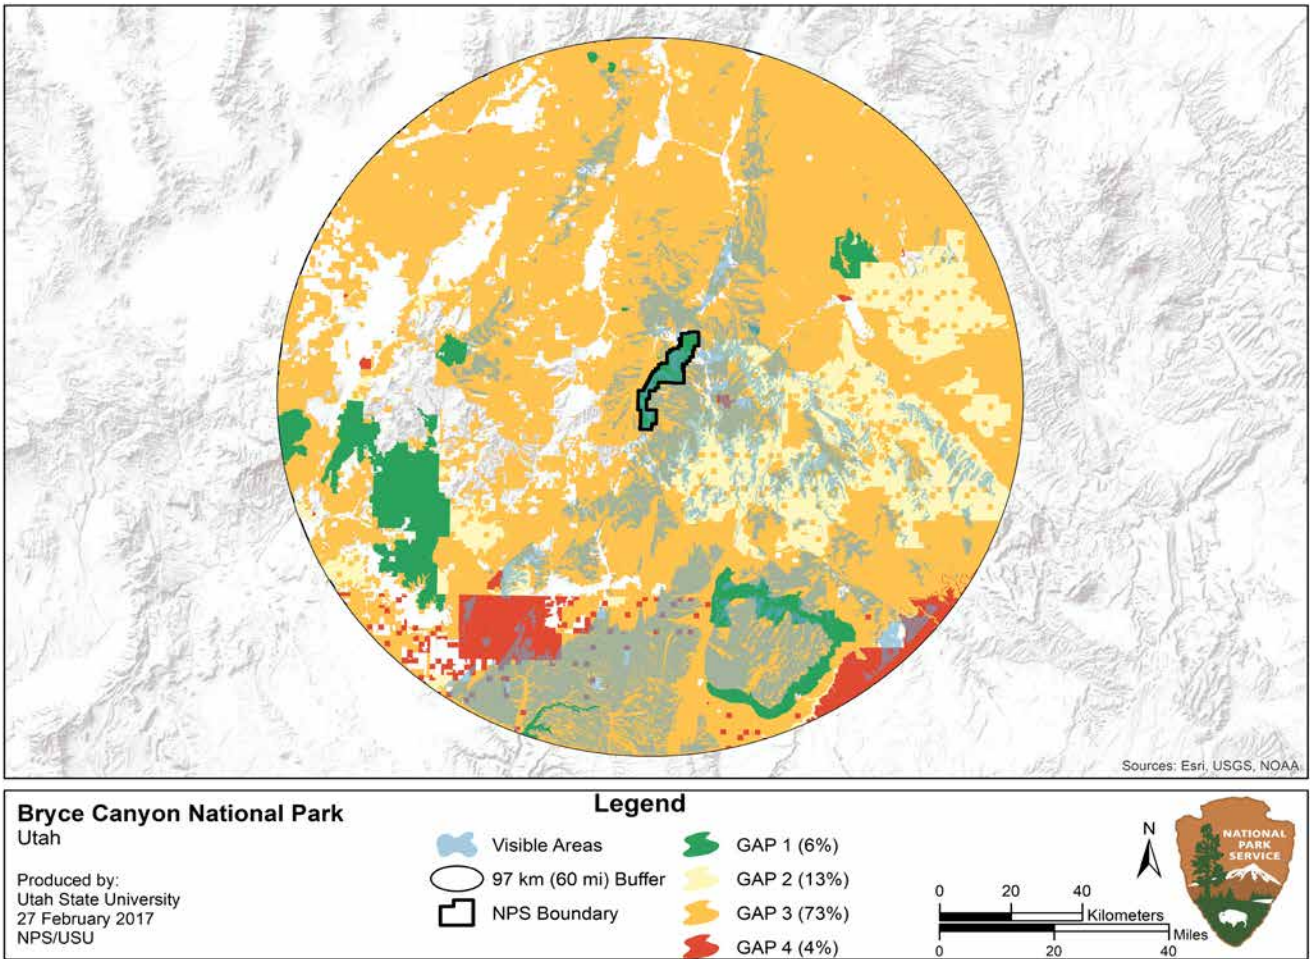 Sources: Esri, USGS, NOAA
Bryce Canyon National Park
Utah
Produced by:
Utah State University
27 February 2017
NPS/USU
Legend
Visible Areas
97 km (60 mi) Buffer
NPS Boundary
GAP 1 (6%)
GAP 2 (13%)
GAP 3 (73%)
GAP 4 (4%)
N
0 20 40
Kilometers
Miles
0 20 40
NATIONAL
PARK
SERVICE